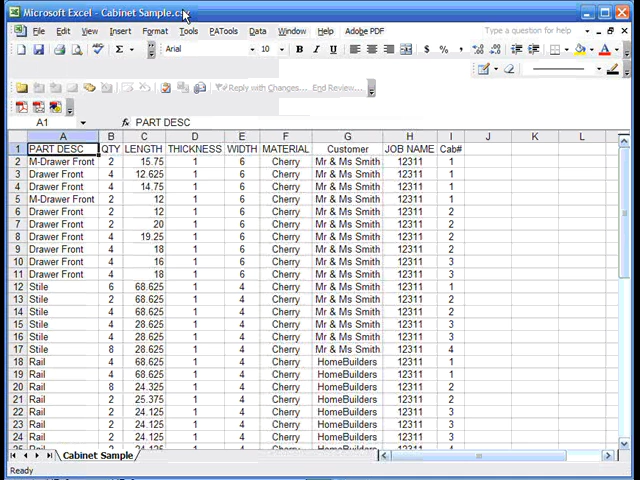 Microsoft Excel - Cabinet Sample.csv
File Edit View Insert Format Tools PATools Data Window Help Adobe PDF Type a question for help
Σ Arial 10 B I U $ % ,
Reply with Changes... End Review...
A1 fx PART DESC
A B C D E F G H I J K L
1 PART DESC QTY LENGTH THICKNESS WIDTH MATERIAL Customer JOB NAME Cab#
2 M-Drawer Front 2 15.75 1 6 Cherry Mr & Ms Smith 12311 1
3 Drawer Front 4 12.625 1 6 Cherry Mr & Ms Smith 12311 1
4 Drawer Front 4 14.75 1 6 Cherry Mr & Ms Smith 12311 1
5 M-Drawer Front 2 12 1 6 Cherry Mr & Ms Smith 12311 1
6 Drawer Front 2 12 1 6 Cherry Mr & Ms Smith 12311 2
7 Drawer Front 2 20 1 6 Cherry Mr & Ms Smith 12311 2
8 Drawer Front 4 19.25 1 6 Cherry Mr & Ms Smith 12311 2
9 Drawer Front 4 18 1 6 Cherry Mr & Ms Smith 12311 2
10 Drawer Front 4 16 1 6 Cherry Mr & Ms Smith 12311 3
11 Drawer Front 4 18 1 6 Cherry Mr & Ms Smith 12311 3
12 Stile 6 68.625 1 4 Cherry Mr & Ms Smith 12311 1
13 Stile 2 68.625 1 4 Cherry Mr & Ms Smith 12311 2
14 Stile 4 68.625 1 4 Cherry Mr & Ms Smith 12311 2
15 Stile 4 28.625 1 4 Cherry Mr & Ms Smith 12311 3
16 Stile 2 28.625 1 4 Cherry Mr & Ms Smith 12311 3
17 Stile 8 28.625 1 4 Cherry Mr & Ms Smith 12311 4
18 Rail 4 68.625 1 4 Cherry HomeBuilders 12311 1
19 Rail 4 68.625 1 4 Cherry HomeBuilders 12311 1
20 Rail 8 24.325 1 4 Cherry HomeBuilders 12311 2
21 Rail 2 24.375 1 4 Cherry HomeBuilders 12311 2
22 Rail 2 24.125 1 4 Cherry HomeBuilders 12311 3
23 Rail 2 24.125 1 4 Cherry HomeBuilders 12311 3
24 Rail 4 24.125 1 4 Cherry HomeBuilders 12311 4
Cabinet Sample
Ready